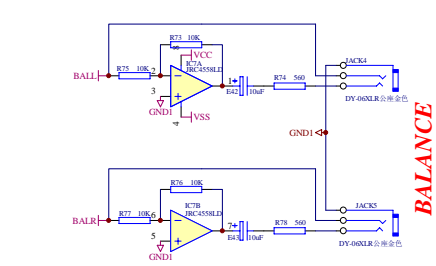 R73 10K
8
VCC
IC7A
JRC4558LD
JACK4
BALL
R75 10K
2
3
1
R74 560
GND1
E42
10uF
DY-06XLR公座金色
4
VSS
GND1
BALANCE
R76 10K
IC7B
JRC4558LD
JACK5
BALR
R77 10K
6
5
7
R78 560
E43
10uF
DY-06XLR公座金色
GND1